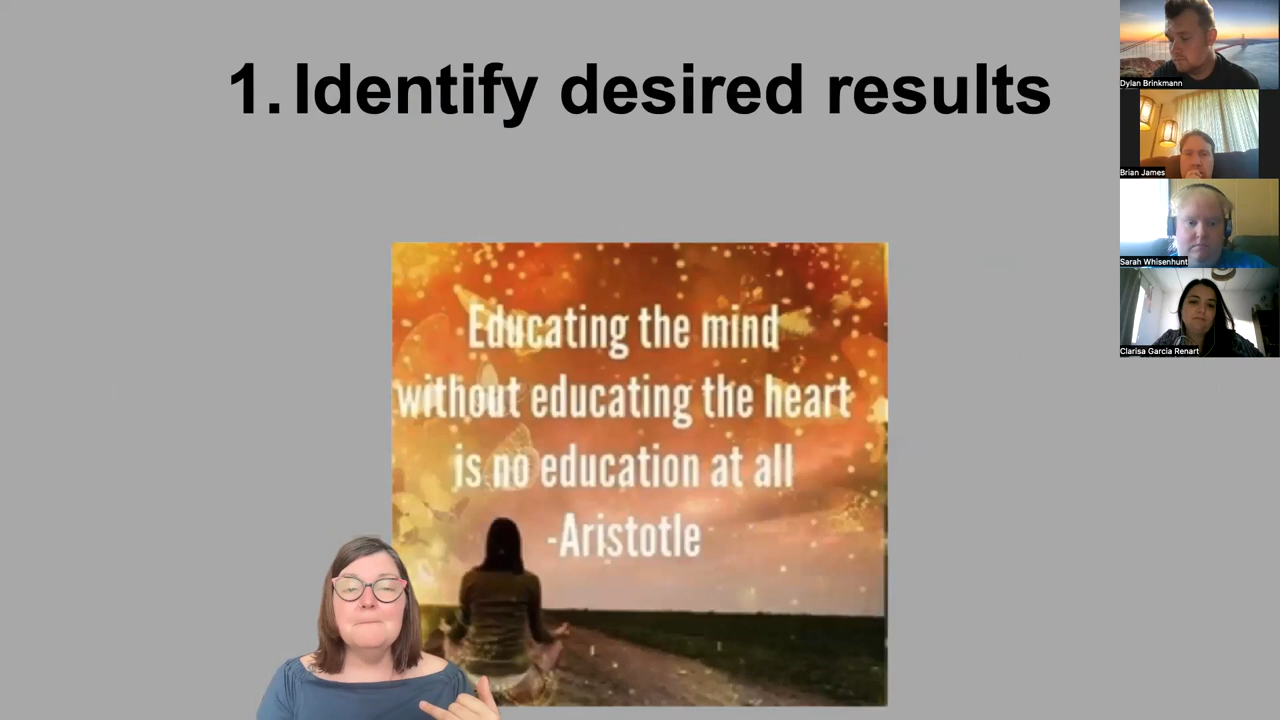 1. Identify desired results
Educating the mind
without educating the heart
is no education at all
-Aristotle
Dylan Brinkmann
Brian James
Sarah Whisenhunt
Clarisa Garcia Renart